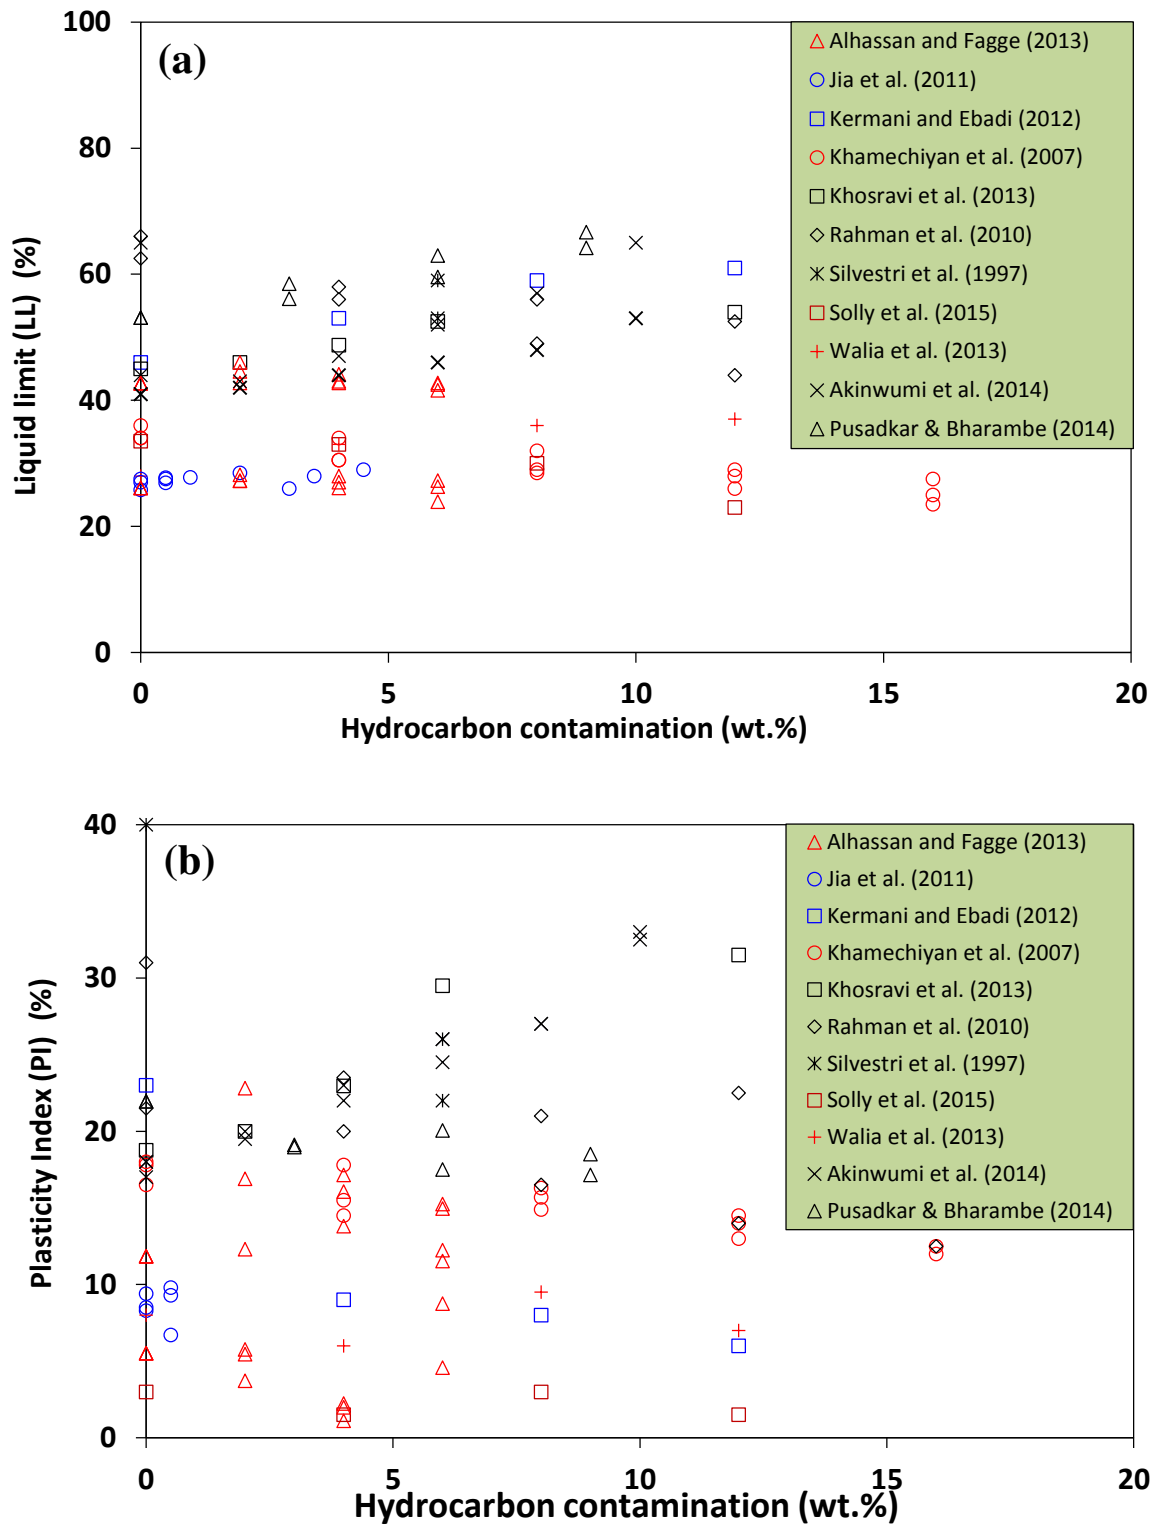 100
80
60
40
20
0
Liquid limit (LL) (%)
(a)
Alhassan and Fagge (2013)
Jia et al. (2011)
Kermani and Ebadi (2012)
Khamechiyan et al. (2007)
Khosravi et al. (2013)
Rahman et al. (2010)
Silvestri et al. (1997)
Solly et al. (2015)
Walia et al. (2013)
Akinwumi et al. (2014)
Pusadkar & Bharambe (2014)
0 5 10 15 20
Hydrocarbon contamination (wt.%)
40
30
20
10
0
Plasticity Index (PI) (%)
(b)
Alhassan and Fagge (2013)
Jia et al. (2011)
Kermani and Ebadi (2012)
Khamechiyan et al. (2007)
Khosravi et al. (2013)
Rahman et al. (2010)
Silvestri et al. (1997)
Solly et al. (2015)
Walia et al. (2013)
Akinwumi et al. (2014)
Pusadkar & Bharambe (2014)
0 5 10 15 20
Hydrocarbon contamination (wt.%)